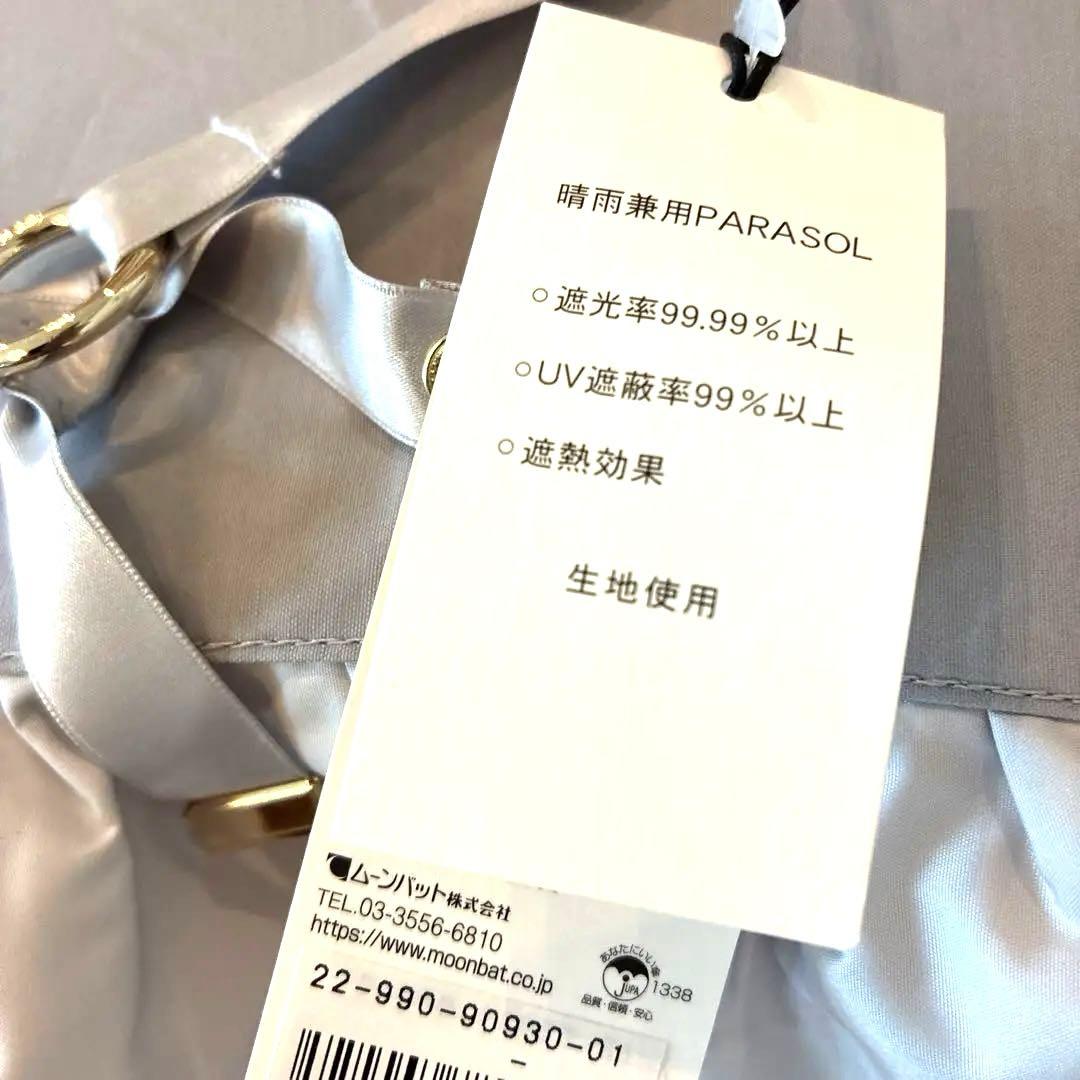 晴雨兼用PARASOL
○遮光率99.99%以上
○UV遮蔽率99%以上
○遮熱効果
生地使用
ムーンバット株式会社
TEL.03-3556-6810
https://www.moonbat.co.jp
あなたにいい傘
JUPA
1338
品質・信頼・安心
22-990-90930-01